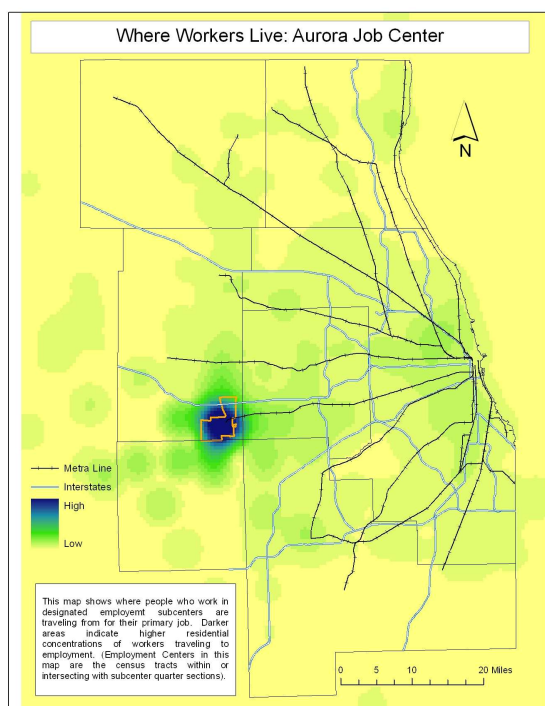 Where Workers Live: Aurora Job Center
N
Metra Line
Interstates
High
Low
This map shows where people who work in
designated employemt subcenters are
traveling from for their primary job. Darker
areas indicate higher residential
concentrations of workers traveling to
employment. (Employment Centers in this
map are the census tracts within or
intersecting with subcenter quarter sections).
0 5 10 20 Miles